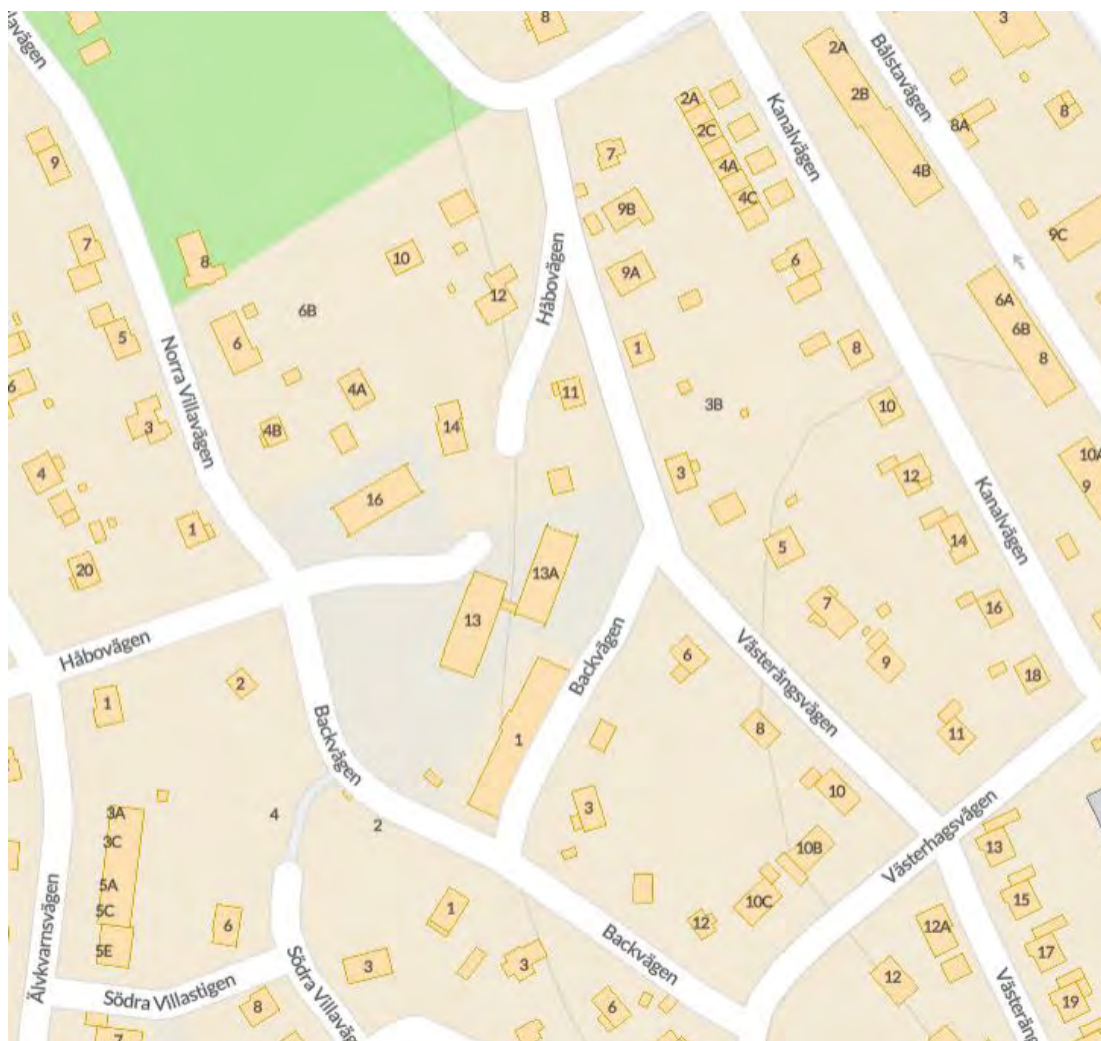 8
3
2A
Bålstavägen
2A
2B
Kanalvägen
8
2C
8A
7
9
4A
4B
4C
9B
9C
7
8
10
6
9A
12
Håbovägen
6A
6B
6B
5
6
Norra Villavägen
1
8
8
4A
11
3B
10
3
4B
14
10A
4
3
12
9
16
Kanalvägen
1
14
5
20
13A
7
16
13
Håbovägen
Backvägen
Västerängsvägen
6
9
18
2
1
Backvägen
8
11
1
10
3A
4
3
2
Västerhagsvägen
3C
10B
13
5A
1
10C
15
5C
Älvkvarnsvägen
6
12
12A
Backvägen
5E
17
3
3
12
Södra Villastigen
8
6
19
7